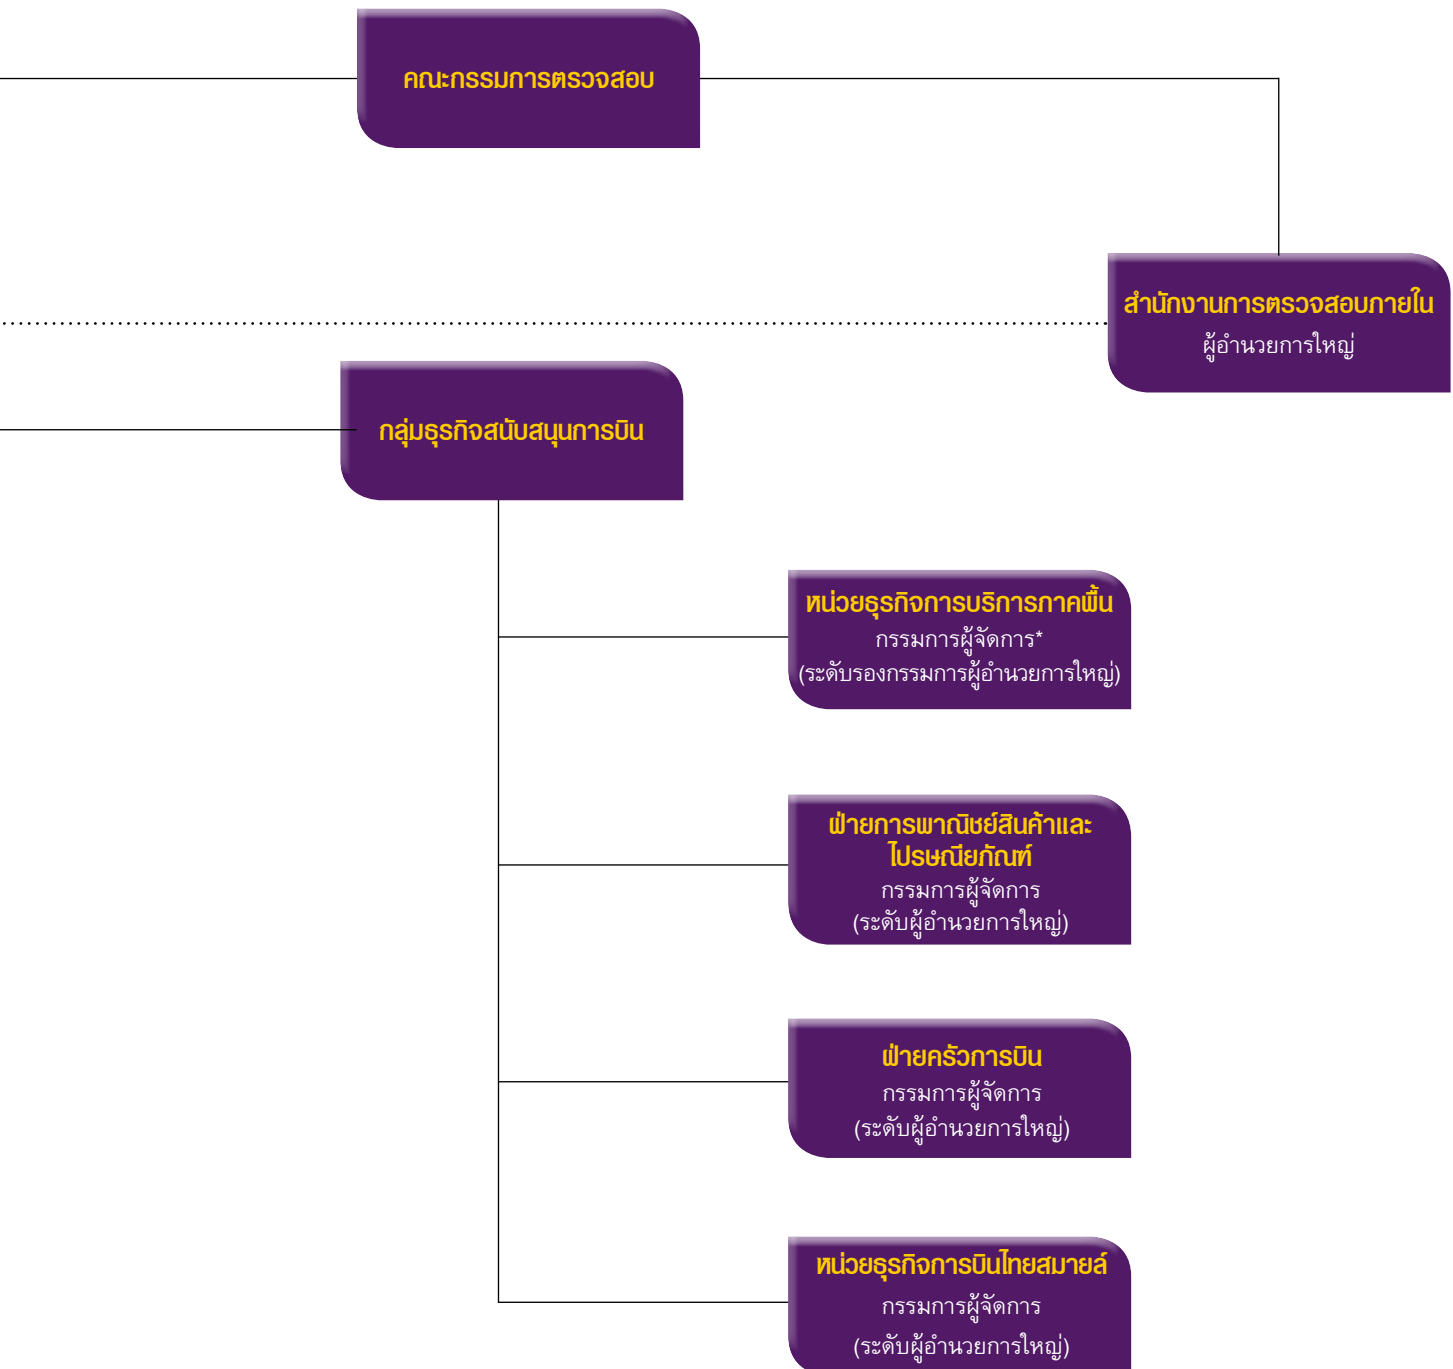 คณะกรรมการตรวจสอบ
สำนักงานการตรวจสอบภายใน
ผู้อำนวยการใหญ่
กลุ่มธุรกิจสนับสนุนการบิน
หน่วยธุรกิจการบริการภาคพื้น
กรรมการผู้จัดการ*
(ระดับรองกรรมการผู้อำนวยการใหญ่)
ฝ่ายการพาณิชย์สินค้าและ
ไปรษณียภัณฑ์
กรรมการผู้จัดการ
(ระดับผู้อำนวยการใหญ่)
ฝ่ายครัวการบิน
กรรมการผู้จัดการ
(ระดับผู้อำนวยการใหญ่)
หน่วยธุรกิจการบินไทยสมายล์
กรรมการผู้จัดการ
(ระดับผู้อำนวยการใหญ่)